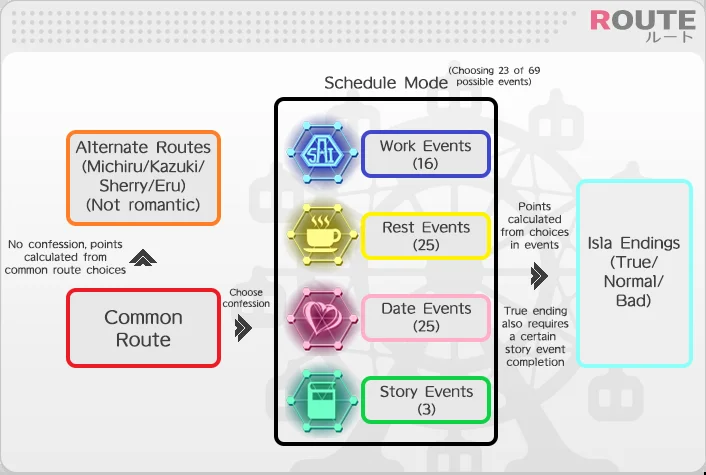 ROUTE
ルート
Schedule Mode
(Choosing 23 of 69
possible events)
Alternate Routes
(Michiru/Kazuki/
Sherry/Eru)
(Not romantic)
No confession, points
calculated from
common route choices
Common
Route
Choose
confession
SAI
Work Events
(16)
Rest Events
(25)
Date Events
(25)
Story Events
(3)
Points
calculated
from choices
in events
True ending
also requires
a certain
story event
completion
Isla Endings
(True/
Normal/
Bad)